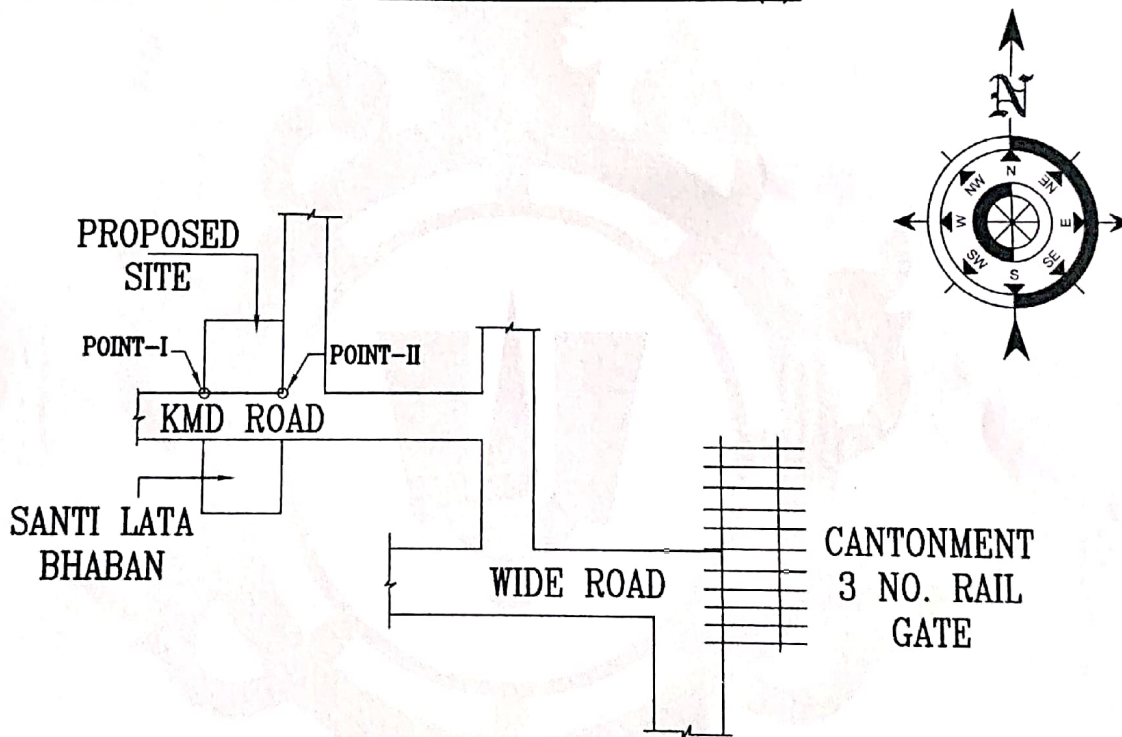 N
N
NE
E
SE
S
SW
W
NW
PROPOSED
SITE
POINT-I
POINT-II
KMD ROAD
SANTI LATA
BHABAN
WIDE ROAD
CANTONMENT
3 NO. RAIL
GATE